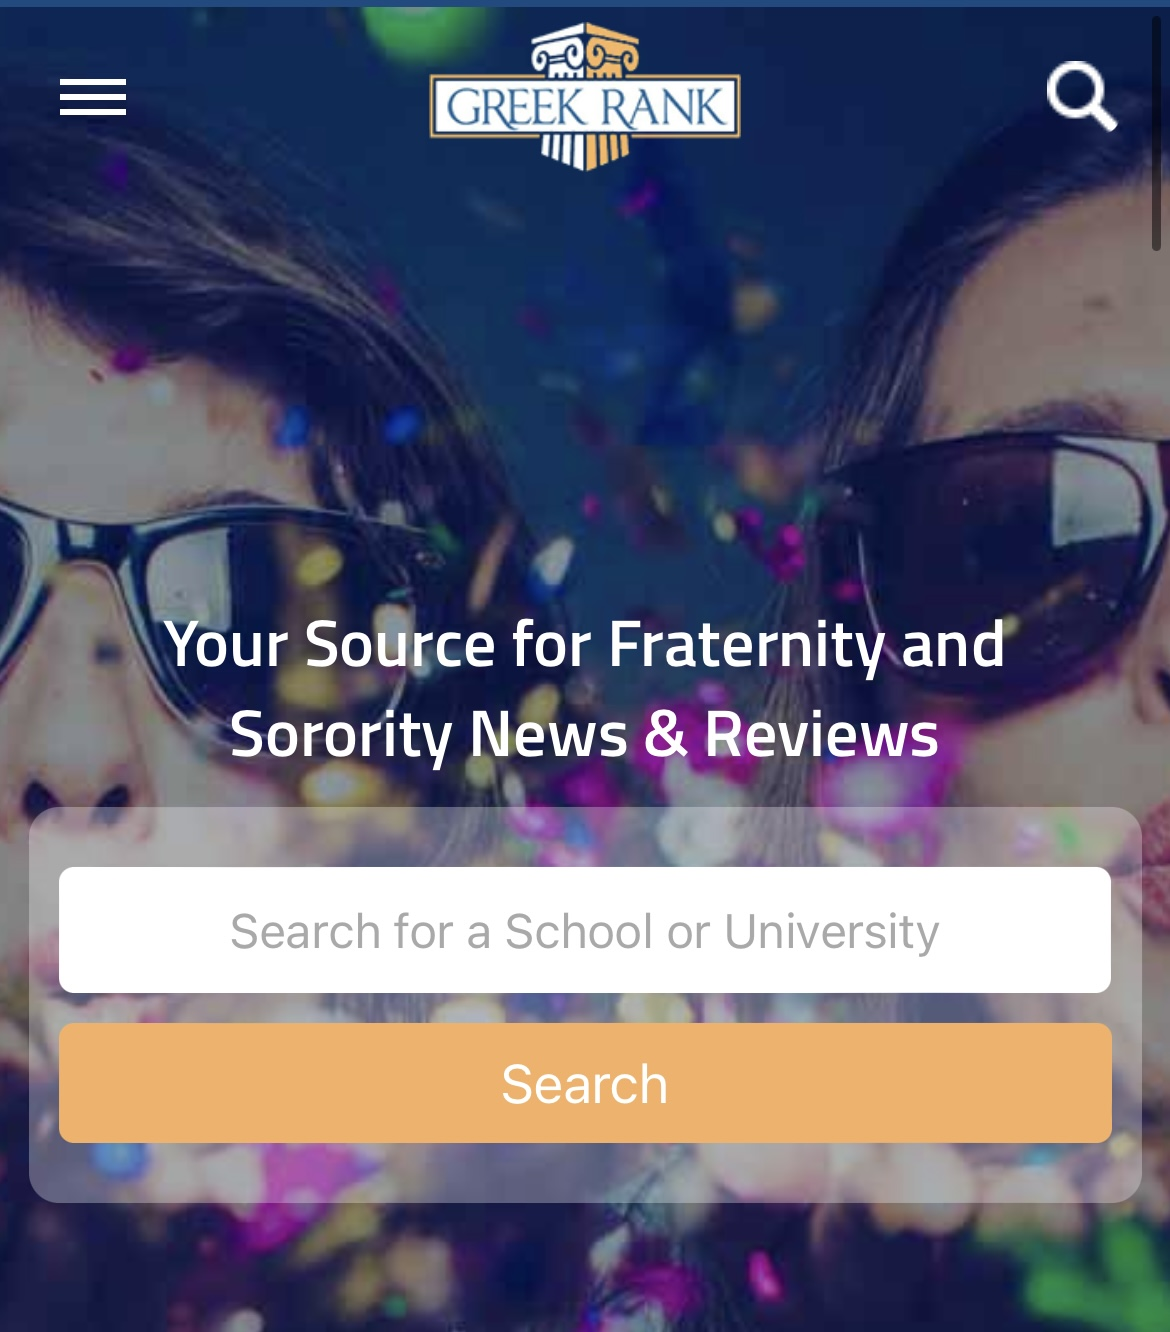 GREEK RANK
Your Source for Fraternity and
Sorority News & Reviews
Search for a School or University
Search